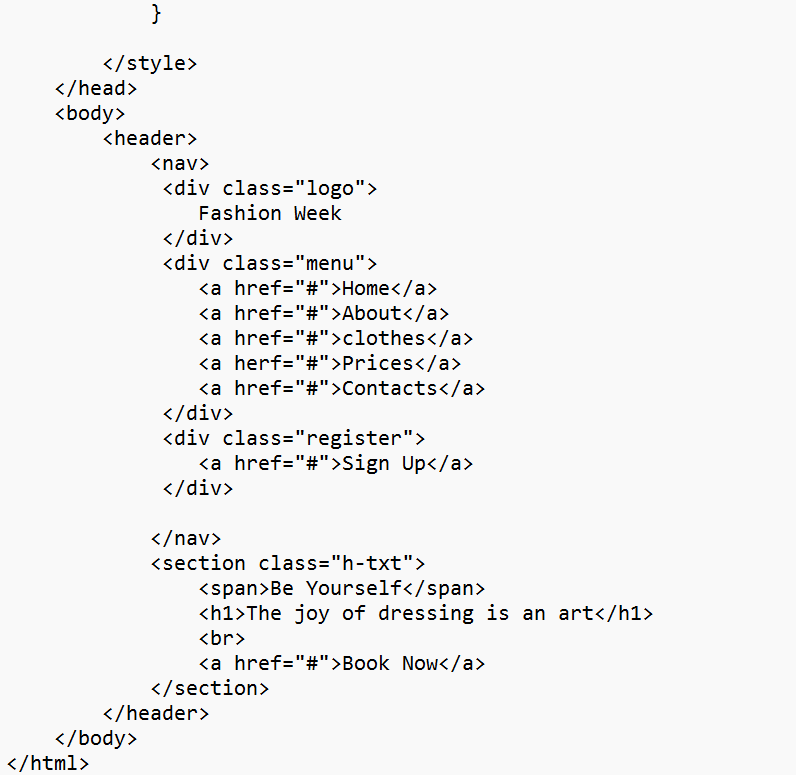 }
</style>
</head>
<body>
<header>
<nav>
<div class="logo">
Fashion Week
</div>
<div class="menu">
<a href="#">Home</a>
<a href="#">About</a>
<a href="#">clothes</a>
<a herf="#">Prices</a>
<a href="#">Contacts</a>
</div>
<div class="register">
<a href="#">Sign Up</a>
</div>
</nav>
<section class="h-txt">
<span>Be Yourself</span>
<h1>The joy of dressing is an art</h1>
<br>
<a href="#">Book Now</a>
</section>
</header>
</body>
</html>